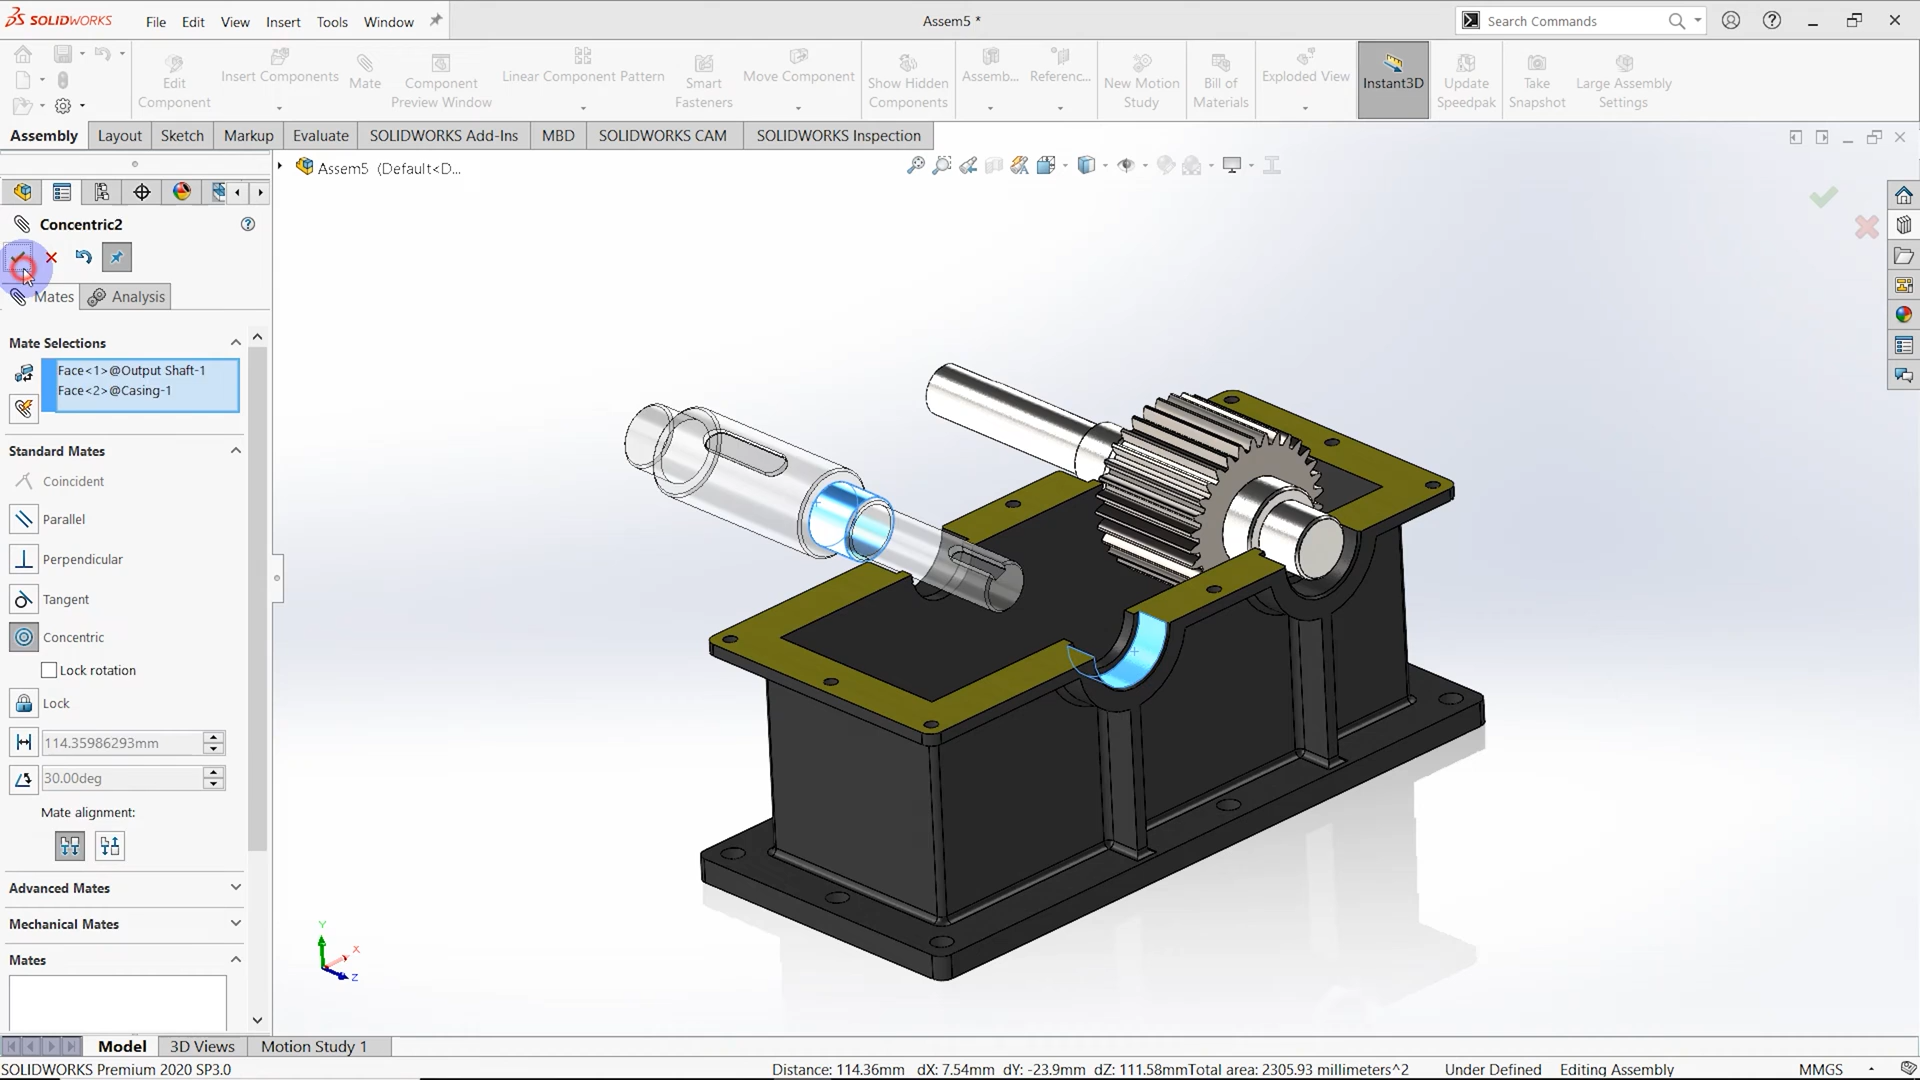 SOLIDWORKS File Edit View Insert Tools Window Assem5 * Search Commands
Edit Component
Insert Components
Mate
Component Preview Window
Linear Component Pattern
Smart Fasteners
Move Component
Show Hidden Components
Assemb...
Referenc...
New Motion Study
Bill of Materials
Exploded View
Instant3D
Update Speedpak
Take Snapshot
Large Assembly Settings
Assembly Layout Sketch Markup Evaluate SOLIDWORKS Add-Ins MBD SOLIDWORKS CAM SOLIDWORKS Inspection
Assem5 (Default<D...
Concentric2
Mates Analysis
Mate Selections
Face<1>@Output Shaft-1
Face<2>@Casing-1
Standard Mates
Coincident
Parallel
Perpendicular
Tangent
Concentric
Lock rotation
Lock
114.35986293mm
30.00deg
Mate alignment:
Advanced Mates
Mechanical Mates
Mates
Y
X
Z
Model 3D Views Motion Study 1
SOLIDWORKS Premium 2020 SP3.0 Distance: 114.36mm dX: 7.54mm dY: -23.9mm dZ: 111.58mmTotal area: 2305.93 millimeters^2 Under Defined Editing Assembly MMGS